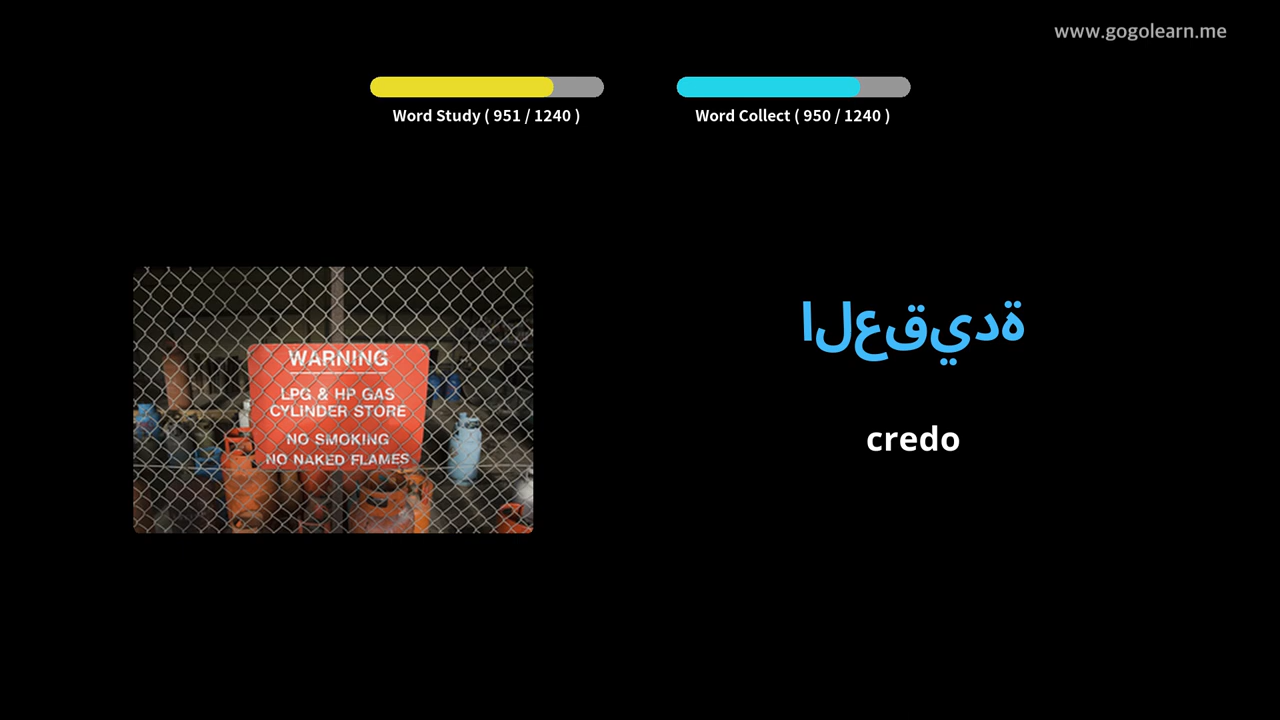 www.gogolearn.me
Word Study ( 951 / 1240 )
Word Collect ( 950 / 1240 )
WARNING
LPG & HP GAS
CYLINDER STORE
NO SMOKING
NO NAKED FLAMES
العقيدة
credo